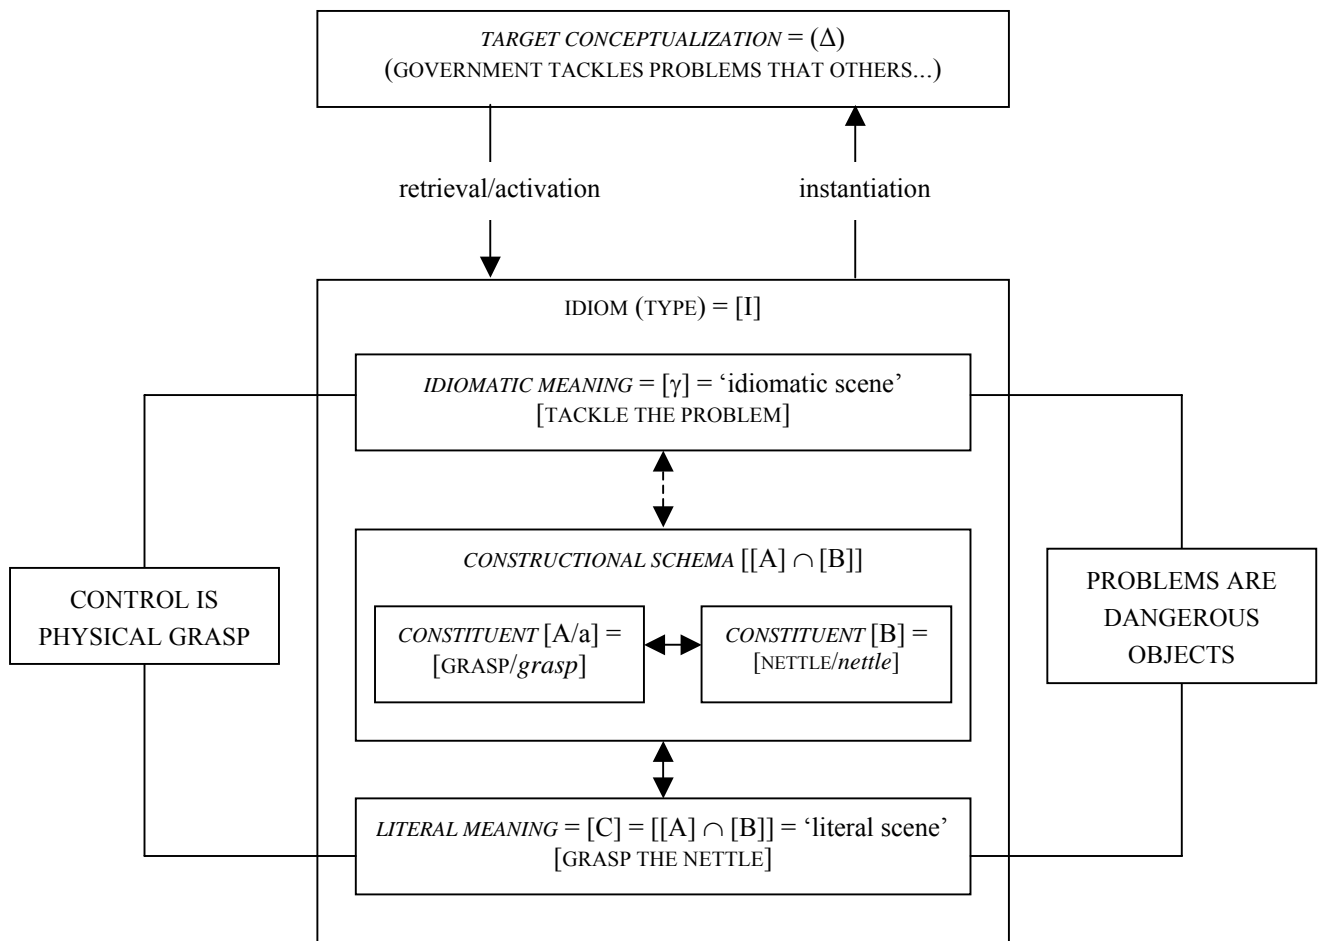 TARGET CONCEPTUALIZATION = (Δ)
(GOVERNMENT TACKLES PROBLEMS THAT OTHERS...)
retrieval/activation
instantiation
IDIOM (TYPE) = [I]
IDIOMATIC MEANING = [γ] = ‘idiomatic scene’
[TACKLE THE PROBLEM]
CONSTRUCTIONAL SCHEMA [[A] ∩ [B]]
CONTROL IS
PHYSICAL GRASP
CONSTITUENT [A/a] =
[GRASP/grasp]
CONSTITUENT [B] =
[NETTLE/nettle]
PROBLEMS ARE
DANGEROUS
OBJECTS
LITERAL MEANING = [C] = [[A] ∩ [B]] = ‘literal scene’
[GRASP THE NETTLE]